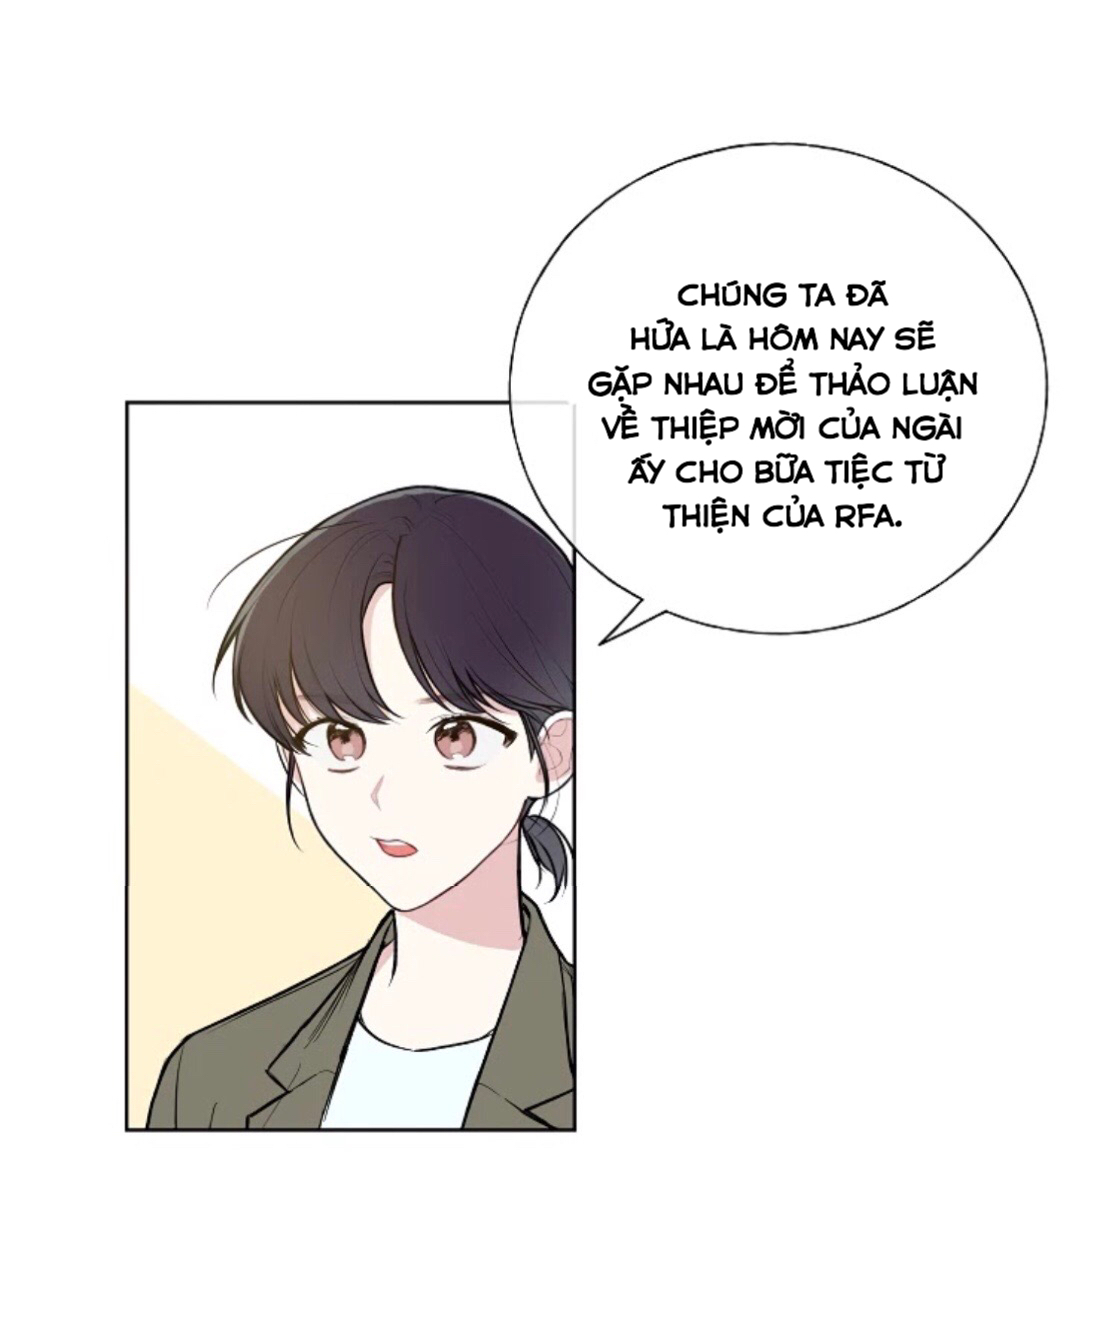 CHÚNG TA ĐÃ
HỨA LÀ HÔM NAY SẼ
GẶP NHAU ĐỂ THẢO LUẬN
VỀ THIỆP MỜI CỦA NGÀI
ẤY CHO BỮA TIỆC TỪ
THIỆN CỦA RFA.